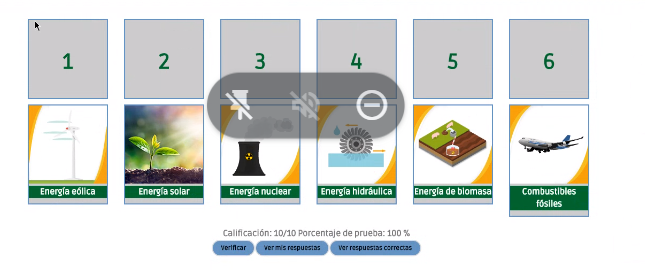 1 2 3 4 5 6
Energía eólica Energía solar Energía nuclear Energía hidráulica Energía de biomasa Combustibles
fósiles
Calificación: 10/10 Porcentaje de prueba: 100 %
Verificar Ver mis respuestas Ver respuestas correctas